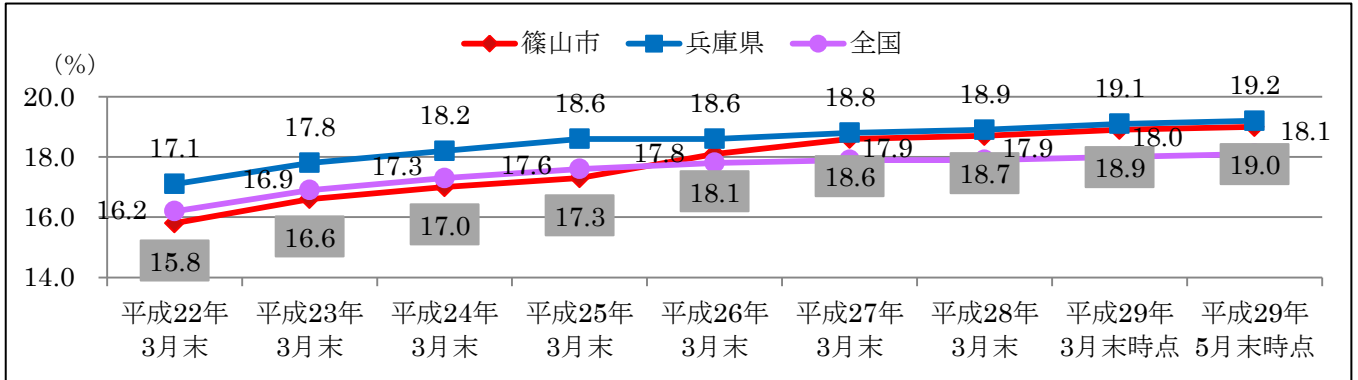 篠山市 兵庫県 全国
(%)
20.0
18.0
16.0
14.0
17.1 17.8 18.2 18.6 18.6 18.8 18.9 19.1 19.2
16.2 16.9 17.3 17.6 17.8 17.9 17.9 18.0 18.1
15.8 16.6 17.0 17.3 18.1 18.6 18.7 18.9 19.0
平成22年 平成23年 平成24年 平成25年 平成26年 平成27年 平成28年 平成29年 平成29年
3月末 3月末 3月末 3月末 3月末 3月末 3月末 3月末時点 5月末時点